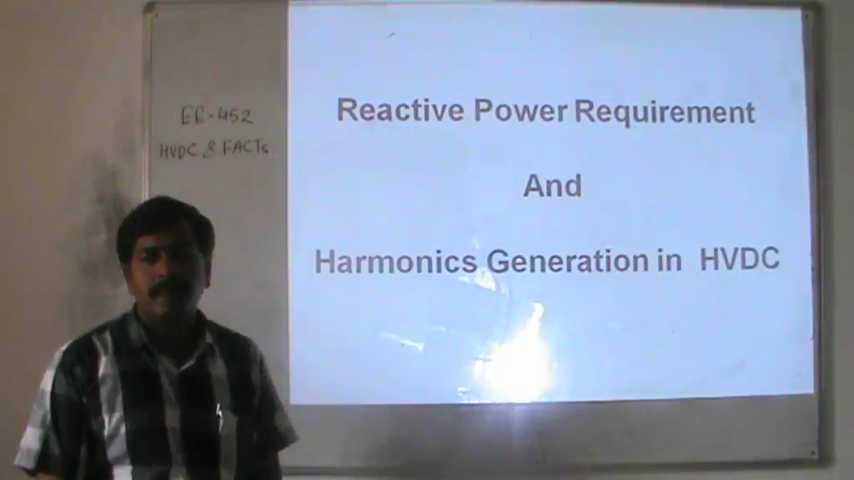 EE-452
HVDC & FACTs
Reactive Power Requirement
And
Harmonics Generation in HVDC